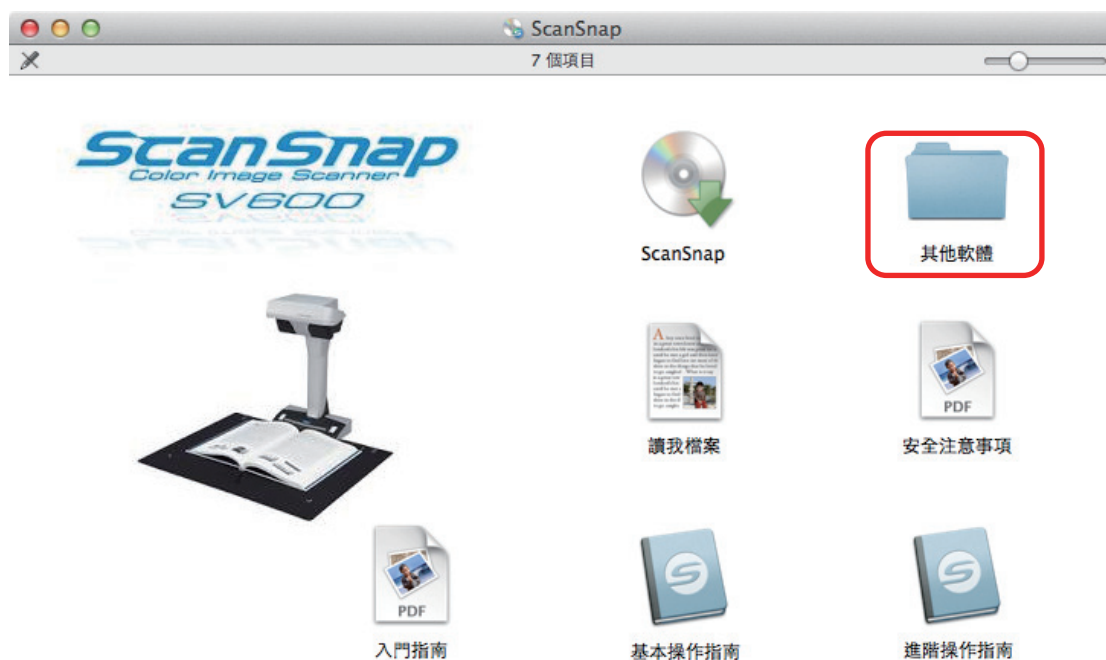 ScanSnap
7 個項目
ScanSnap
Color Image Scanner
SV600
ScanSnap
其他軟體
讀我檔案
PDF
安全注意事項
PDF
入門指南
基本操作指南
進階操作指南